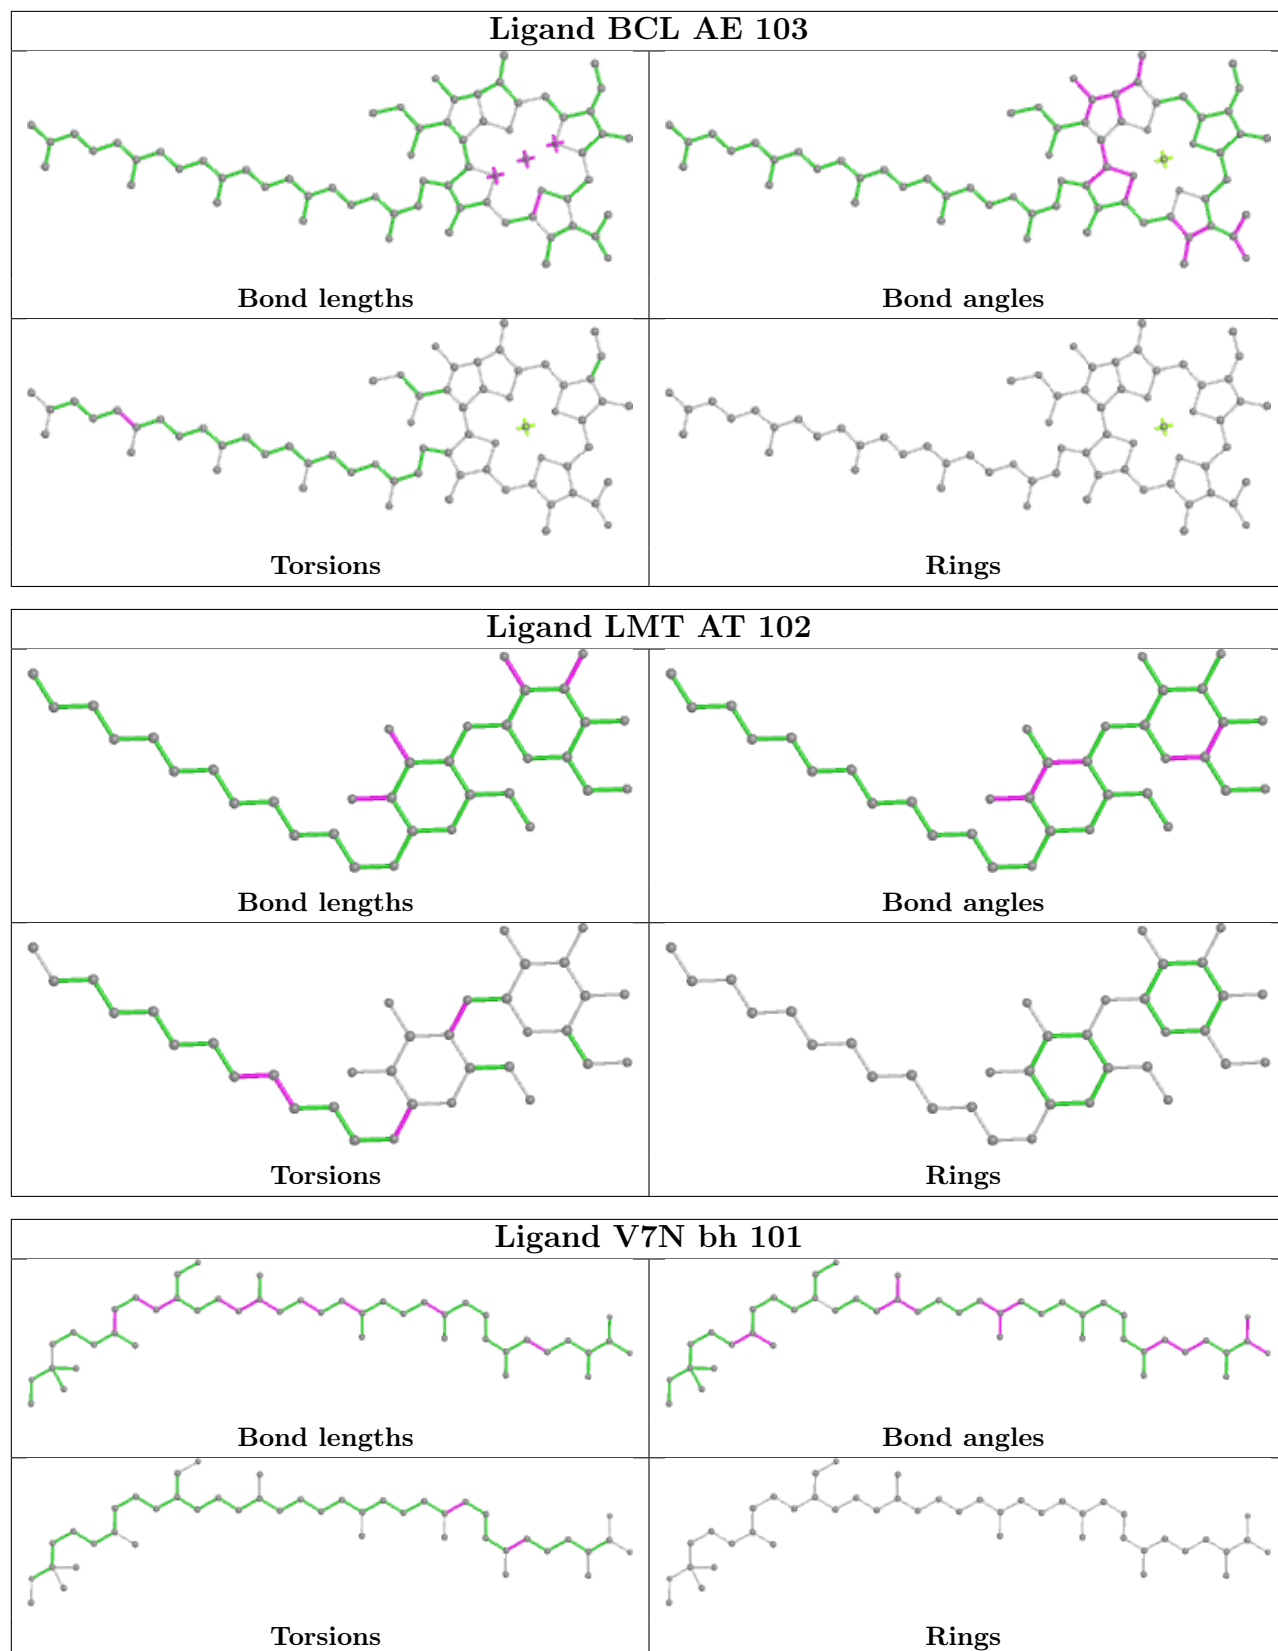 Ligand BCL AE 103
Bond lengths
Bond angles
Torsions
Rings
Ligand LMT AT 102
Bond lengths
Bond angles
Torsions
Rings
Ligand V7N bh 101
Bond lengths
Bond angles
Torsions
Rings